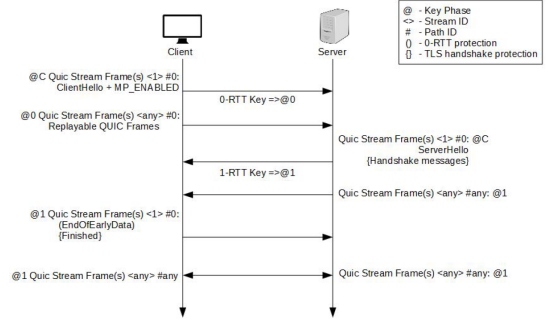 @ - Key Phase
<> - Stream ID
# - Path ID
() - 0-RTT protection
{} - TLS handshake protection
Client
Server
@C Quic Stream Frame(s) <1> #0:
ClientHello + MP_ENABLED
0-RTT Key =>@0
@0 Quic Stream Frame(s) <any> #0:
Replayable QUIC Frames
Quic Stream Frame(s) <1> #0: @C
ServerHello
{Handshake messages}
1-RTT Key =>@1
Quic Stream Frame(s) <any> #any: @1
@1 Quic Stream Frame(s) <1> #0:
(EndOfEarlyData)
{Finished}
@1 Quic Stream Frame(s) <any> #any
Quic Stream Frame(s) <any> #any: @1